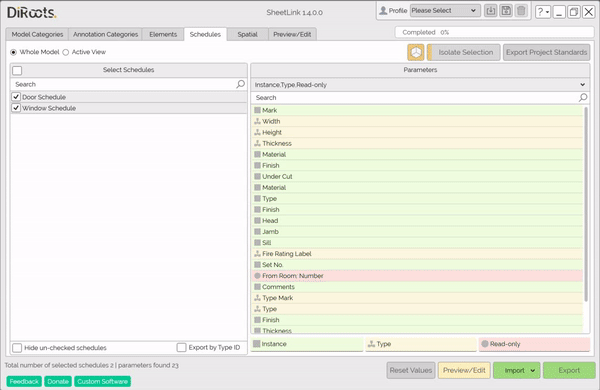 DiRoots.
SheetLink 1.4.0.0
Profile Please Select
?
Completed 0%
Model Categories Annotation Categories Elements Schedules Spatial Preview/Edit
Whole Model Active View
Isolate Selection Export Project Standards
Select Schedules
Search
Door Schedule
Window Schedule
Hide un-checked schedules Export by Type ID
Parameters
Instance,Type,Read-only
Search
Mark
Width
Height
Thickness
Material
Finish
Under Cut
Material
Type
Finish
Head
Jamb
Sill
Fire Rating Label
Set No.
From Room: Number
Comments
Type Mark
Type
Finish
Thickness
Instance Type Read-only
Total number of selected schedules 2 | parameters found 23
Reset Values Preview/Edit Import Export
Feedback Donate Custom Software